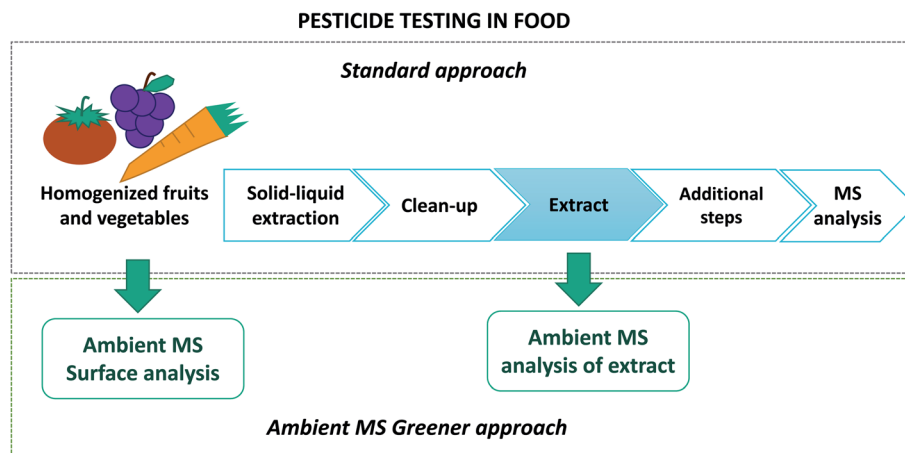 PESTICIDE TESTING IN FOOD
Standard approach
Homogenized fruits
and vegetables
Solid-liquid
extraction
Clean-up
Extract
Additional
steps
MS
analysis
Ambient MS
Surface analysis
Ambient MS
analysis of extract
Ambient MS Greener approach